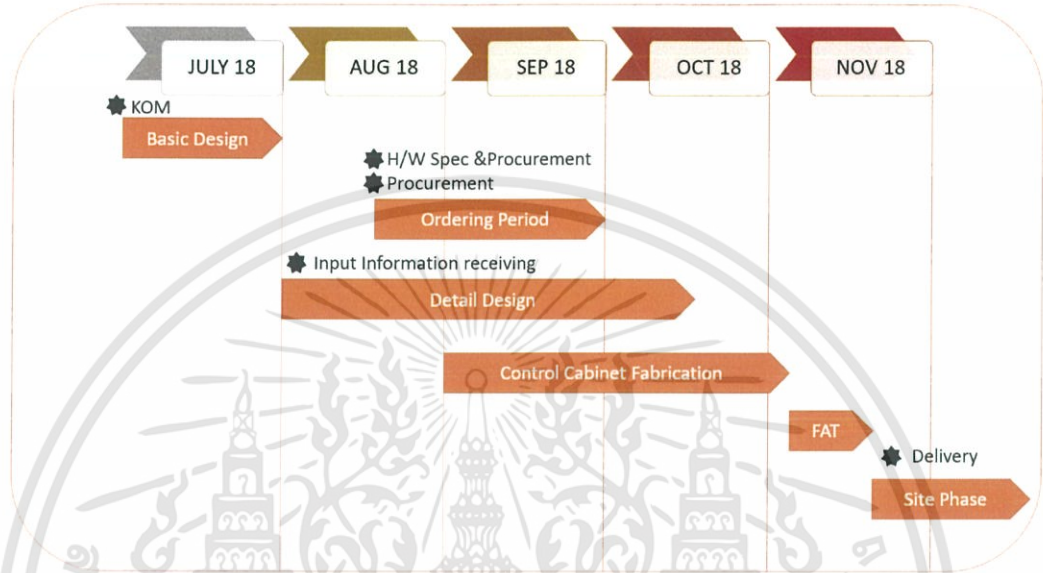 JULY 18
AUG 18
SEP 18
OCT 18
NOV 18
KOM
Basic Design
H/W Spec &Procurement
Procurement
Ordering Period
Input Information receiving
Detail Design
Control Cabinet Fabrication
FAT
Delivery
Site Phase